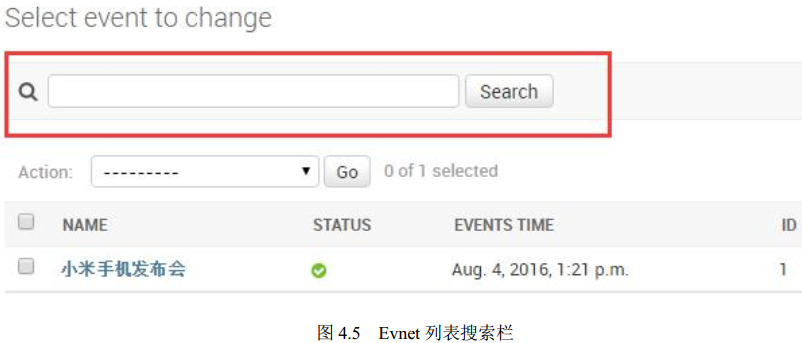 Select event to change
Search
Action: --------- Go 0 of 1 selected
NAME STATUS EVENTS TIME ID
小米手机发布会 Aug. 4, 2016, 1:21 p.m. 1
图 4.5 Evnet 列表搜索栏